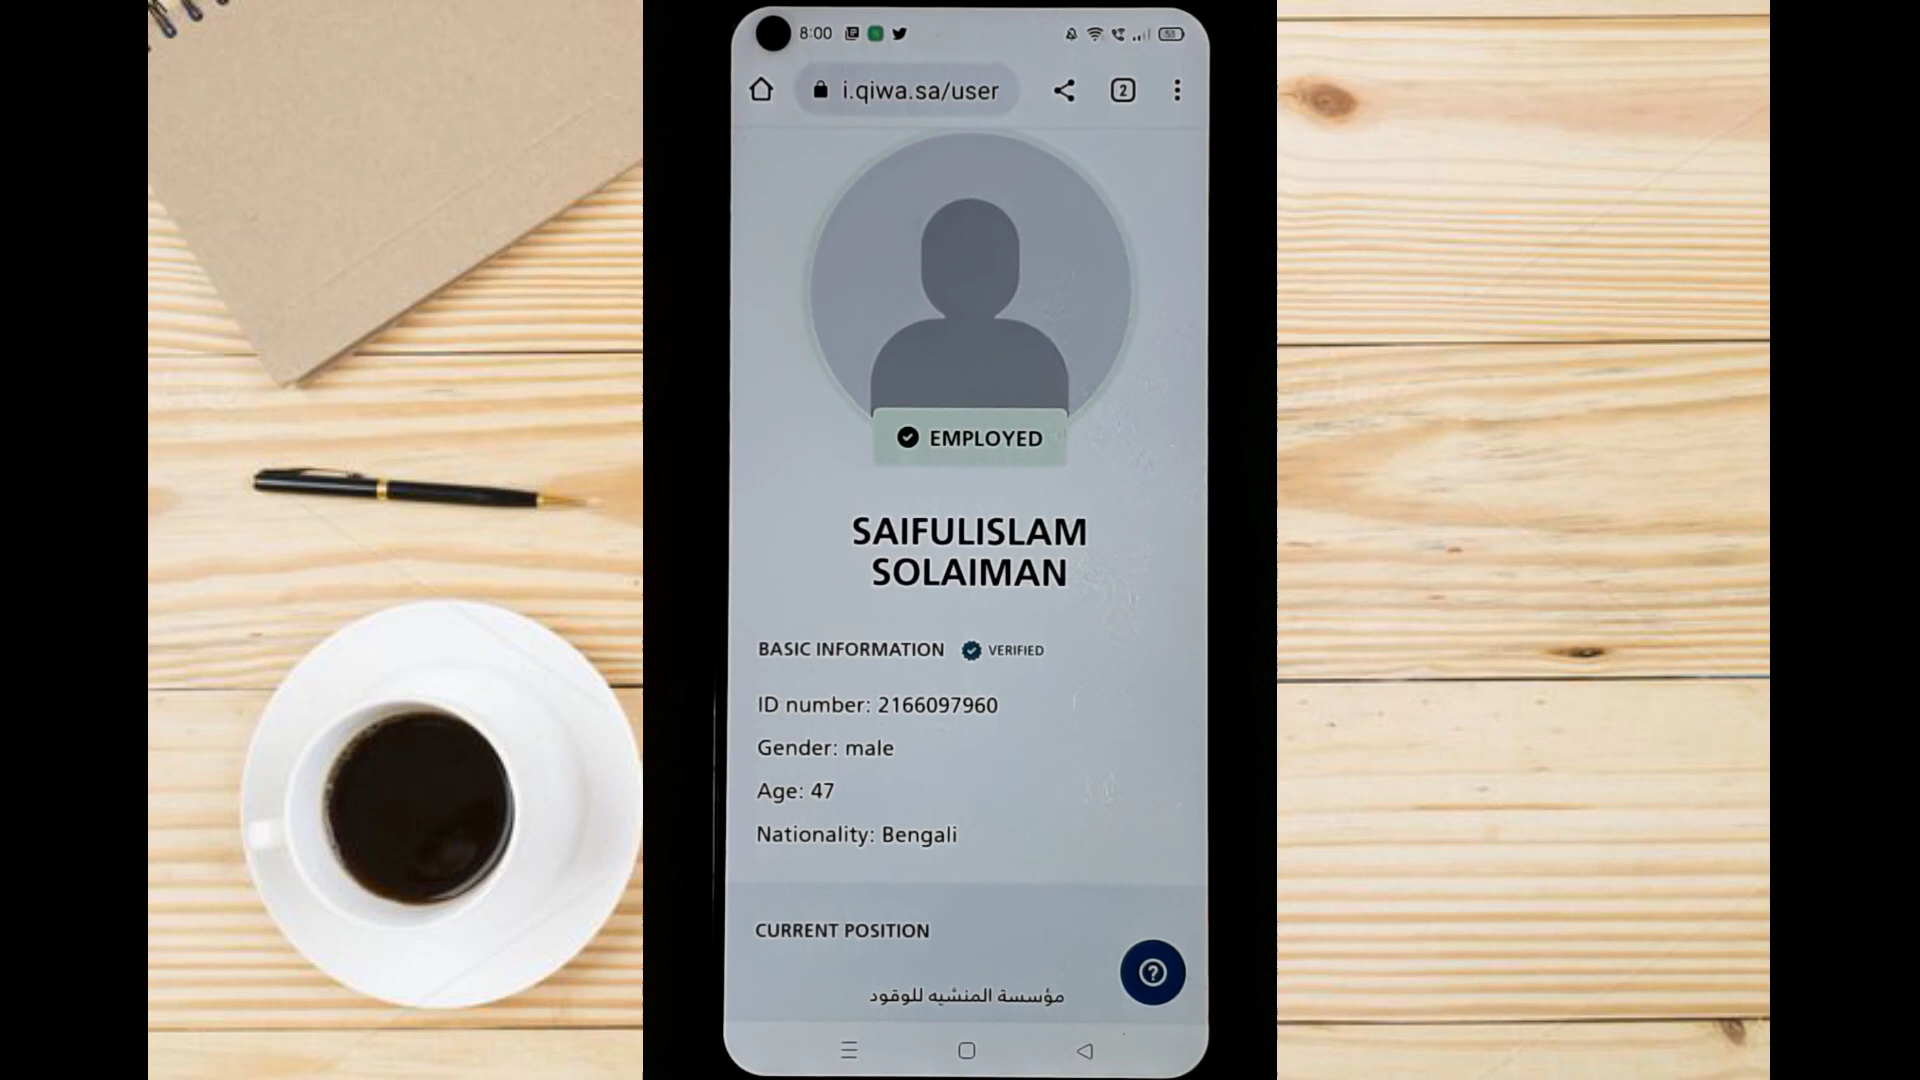 8:00
53
i.qiwa.sa/user
2
EMPLOYED
SAIFULISLAM
SOLAIMAN
BASIC INFORMATION VERIFIED
ID number: 2166097960
Gender: male
Age: 47
Nationality: Bengali
CURRENT POSITION
مؤسسة المنشيه للوقود